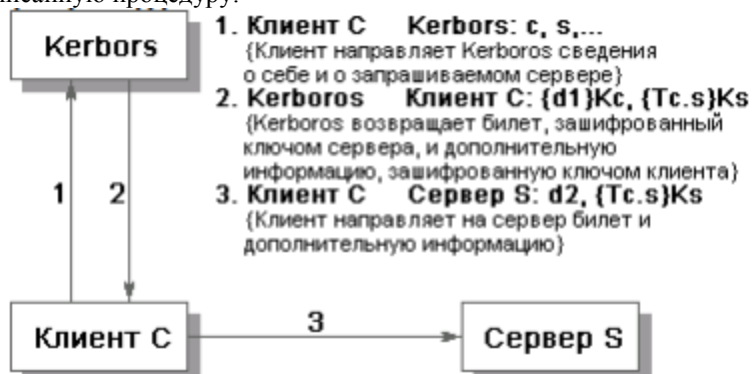 исанную процедуру:
Kerbors
1. Клиент C Kerbors: c, s,...
{Клиент направляет Kerboros сведения
о себе и о запрашиваемом сервере}
2. Kerboros Клиент C: {d1}Kc, {Tc.s}Ks
{Kerboros возвращает билет, зашифрованный
ключом сервера, и дополнительную
информацию, зашифрованную ключом клиента}
3. Клиент C Сервер S: d2, {Tc.s}Ks
{Клиент направляет на сервер билет и
дополнительную информацию}
1 2
3
Клиент C
Сервер S